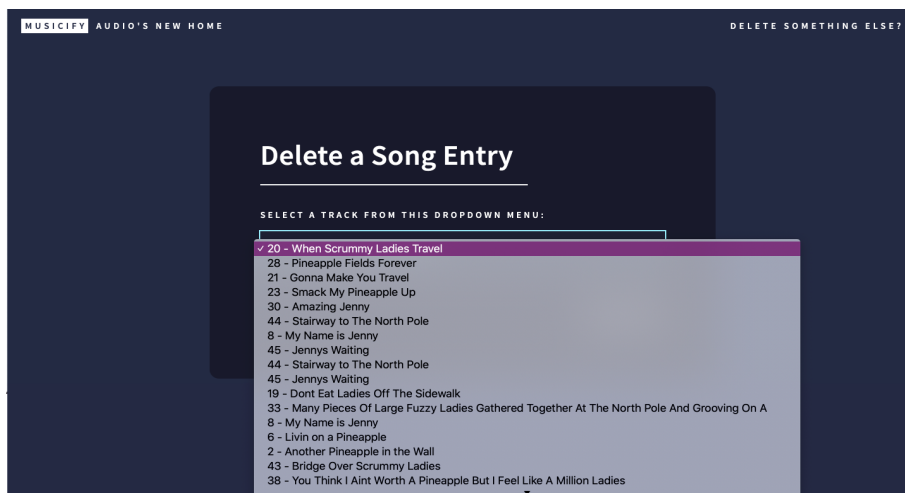 MUSICIFY AUDIO'S NEW HOME
DELETE SOMETHING ELSE?
Delete a Song Entry
SELECT A TRACK FROM THIS DROPDOWN MENU:
✓ 20 - When Scrummy Ladies Travel
28 - Pineapple Fields Forever
21 - Gonna Make You Travel
23 - Smack My Pineapple Up
30 - Amazing Jenny
44 - Stairway to The North Pole
8 - My Name is Jenny
45 - Jennys Waiting
44 - Stairway to The North Pole
45 - Jennys Waiting
19 - Dont Eat Ladies Off The Sidewalk
33 - Many Pieces Of Large Fuzzy Ladies Gathered Together At The North Pole And Grooving On A
8 - My Name is Jenny
6 - Livin on a Pineapple
2 - Another Pineapple in the Wall
43 - Bridge Over Scrummy Ladies
38 - You Think I Aint Worth A Pineapple But I Feel Like A Million Ladies